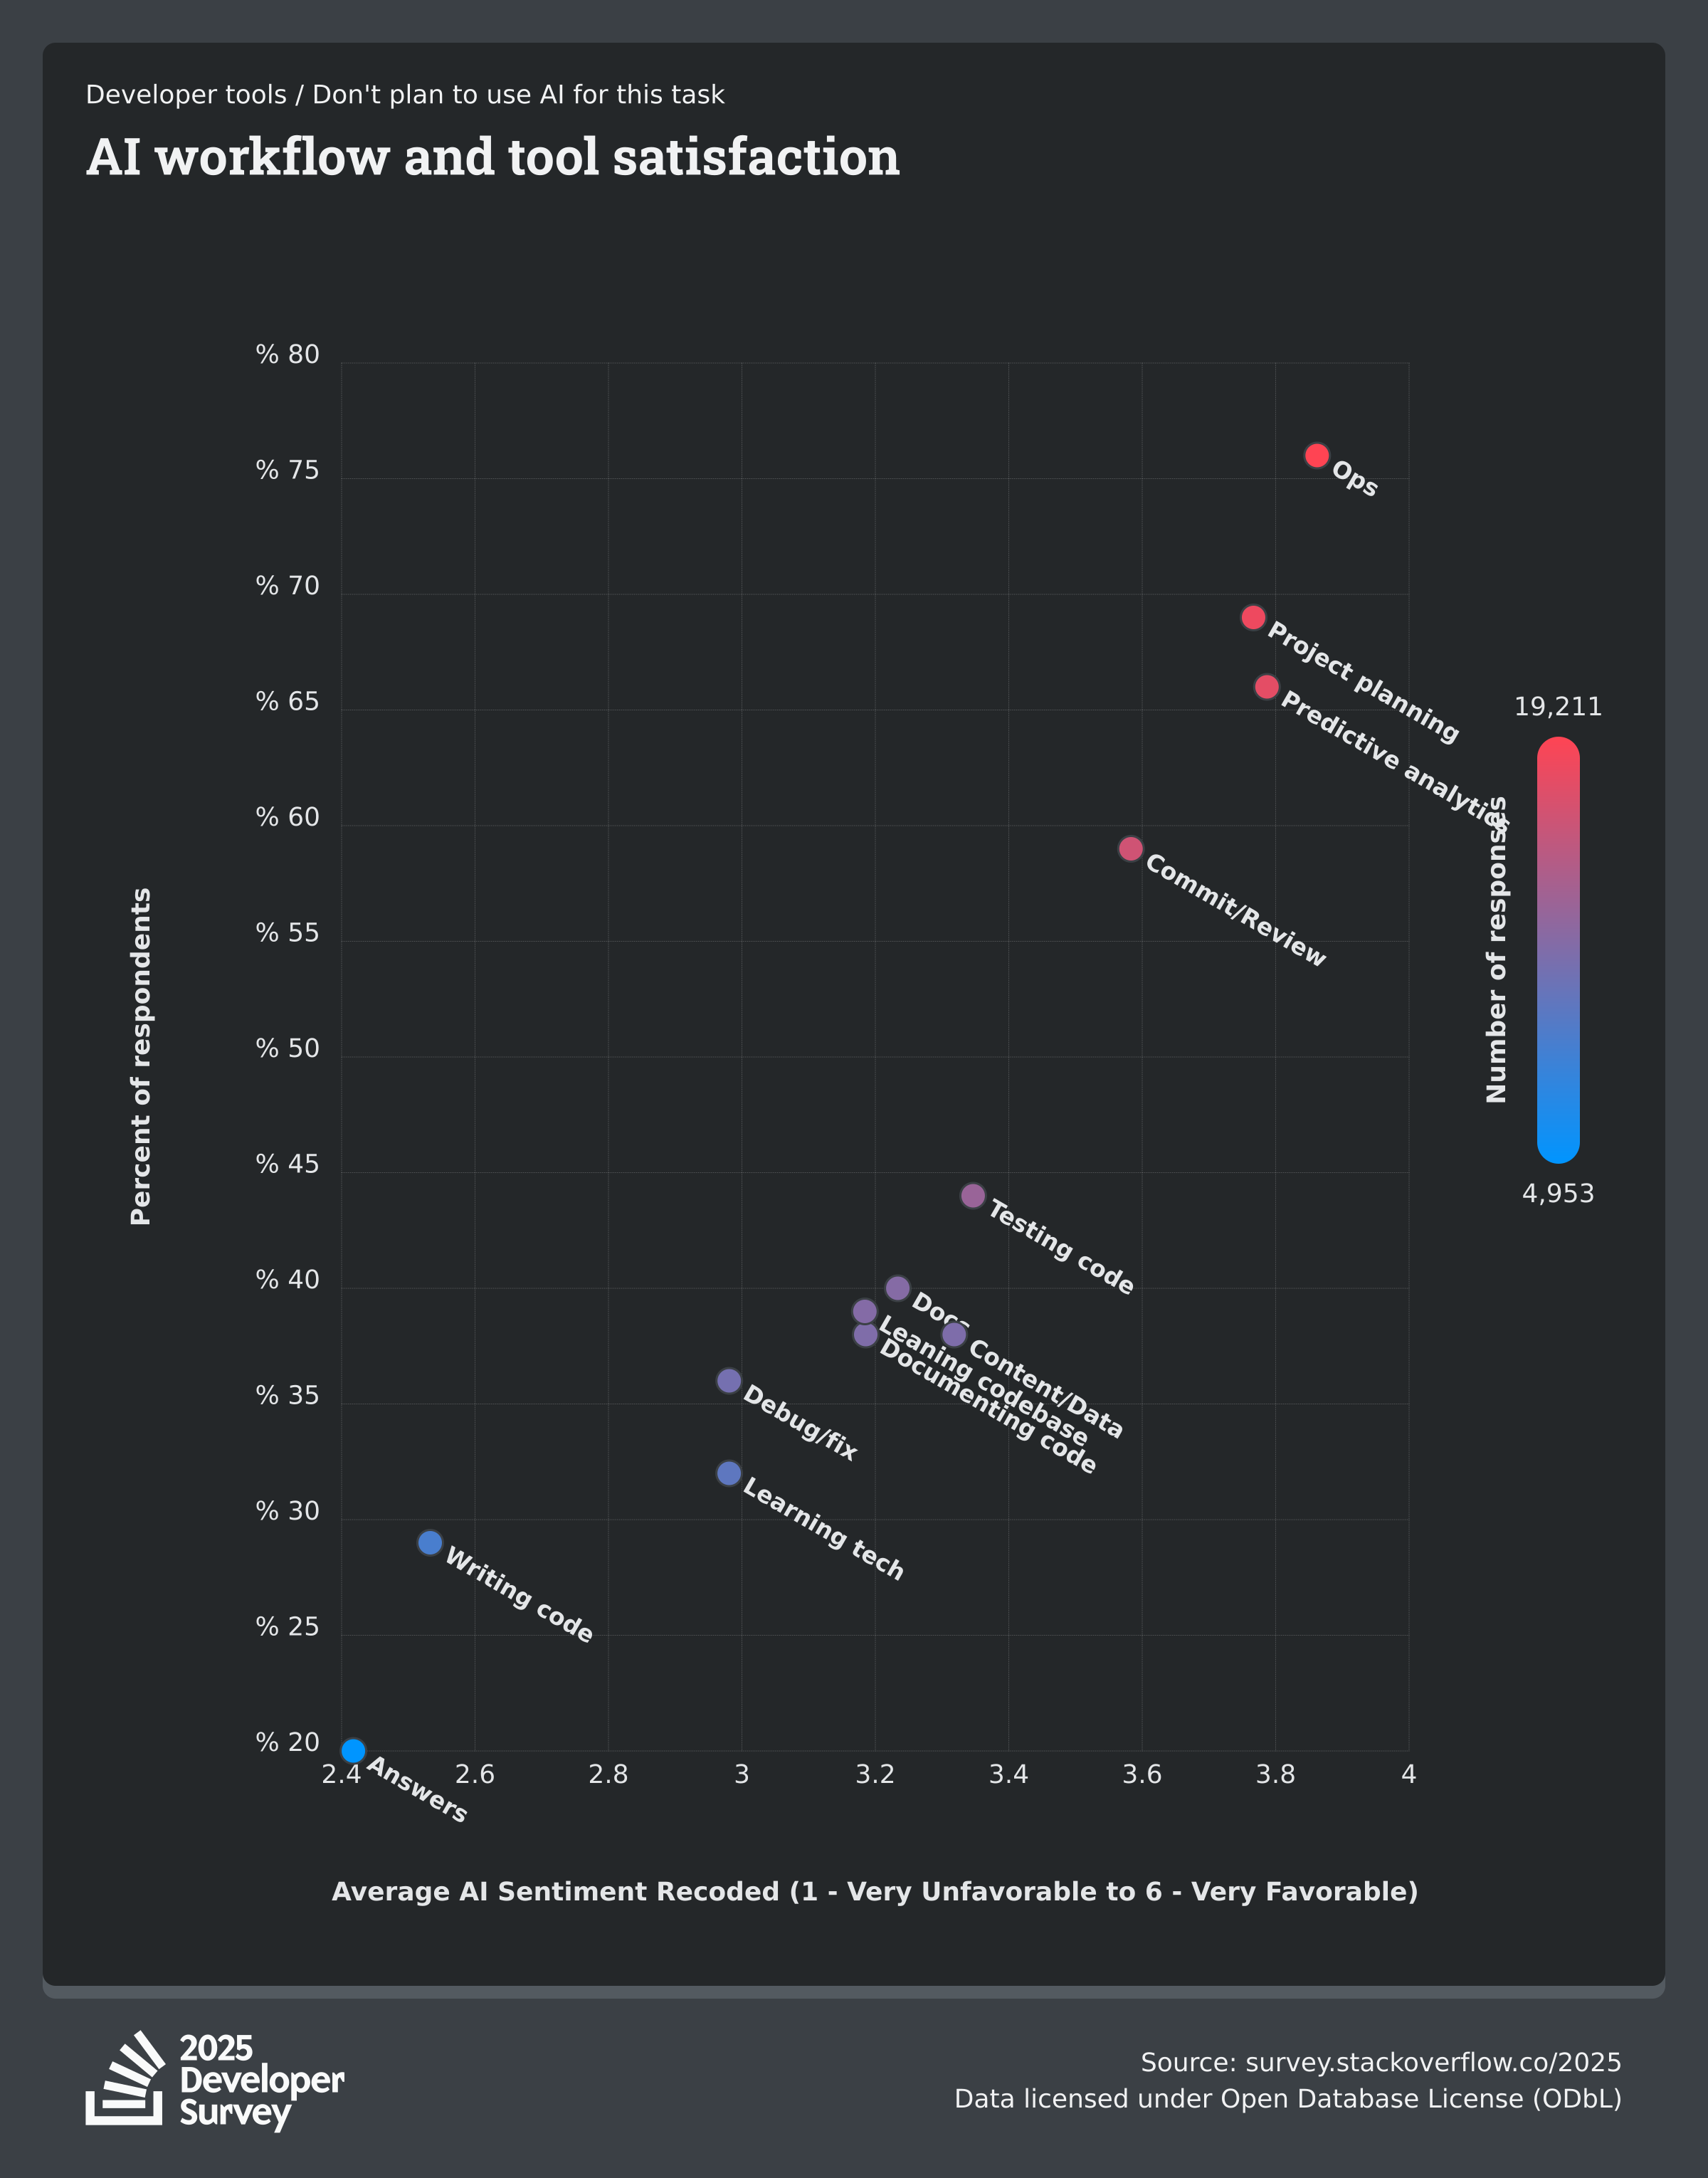 Developer tools / Don't plan to use AI for this task
AI workflow and tool satisfaction
% 80
% 75
% 70
% 65
% 60
% 55
% 50
% 45
% 40
% 35
% 30
% 25
% 20
Percent of respondents
Ops
Project planning
Predictive analytics
Commit/Review
Testing code
Docs
Leaning codebase
Content/Data
Documenting code
Debug/fix
Learning tech
Writing code
Answers
2.4
2.6
2.8
3
3.2
3.4
3.6
3.8
4
Average AI Sentiment Recoded (1 - Very Unfavorable to 6 - Very Favorable)
19,211
Number of responses
4,953
2025
Developer
Survey
Source: survey.stackoverflow.co/2025
Data licensed under Open Database License (ODbL)